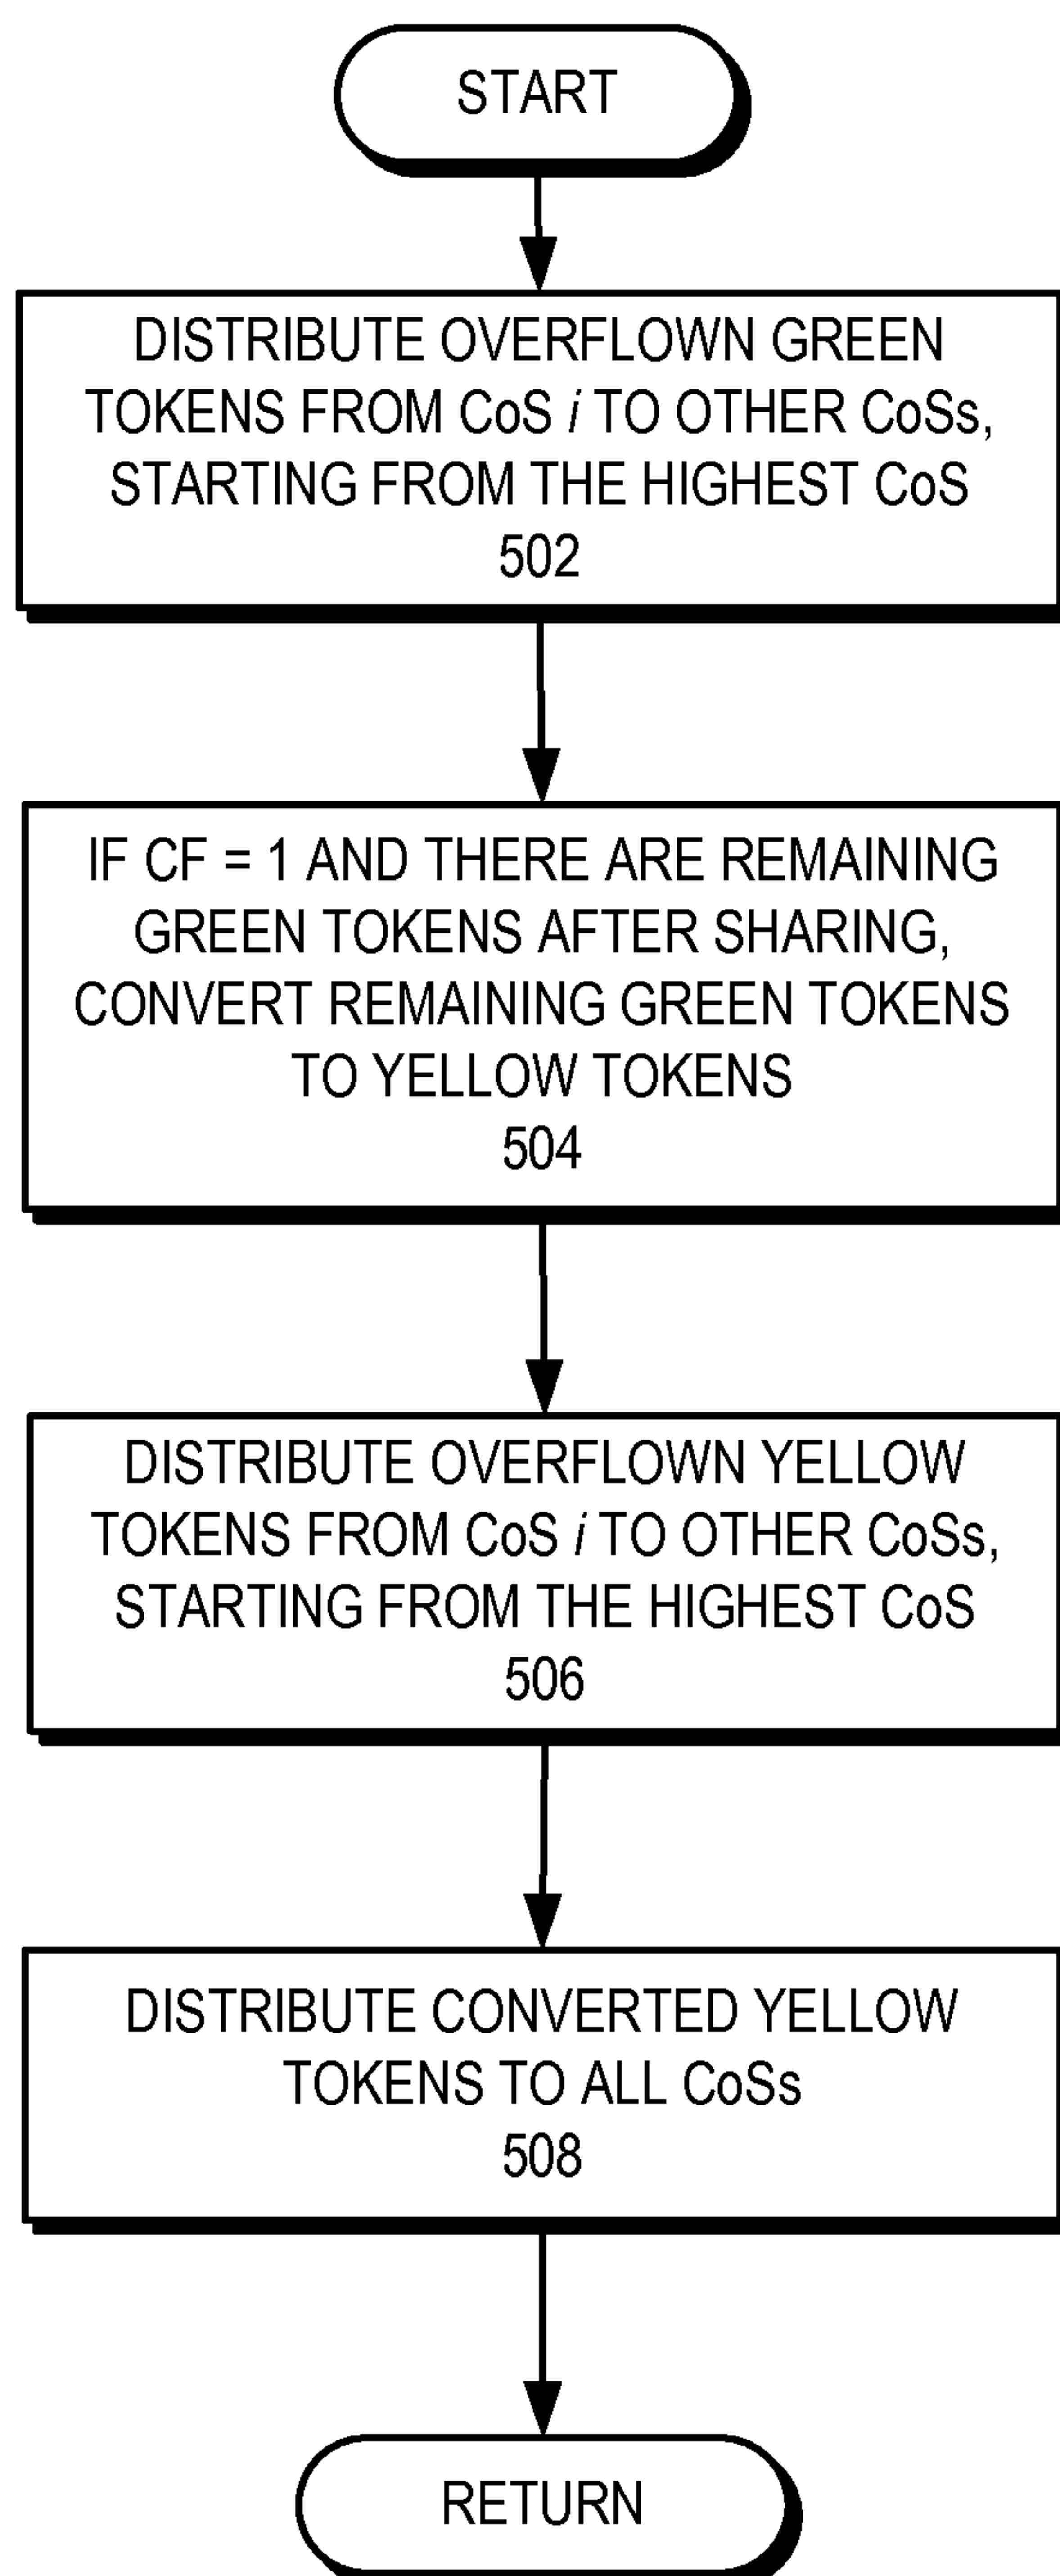 START
DISTRIBUTE OVERFLOWN GREEN
TOKENS FROM CoS i TO OTHER CoSs,
STARTING FROM THE HIGHEST CoS
502
IF CF = 1 AND THERE ARE REMAINING
GREEN TOKENS AFTER SHARING,
CONVERT REMAINING GREEN TOKENS
TO YELLOW TOKENS
504
DISTRIBUTE OVERFLOWN YELLOW
TOKENS FROM CoS i TO OTHER CoSs,
STARTING FROM THE HIGHEST CoS
506
DISTRIBUTE CONVERTED YELLOW
TOKENS TO ALL CoSs
508
RETURN